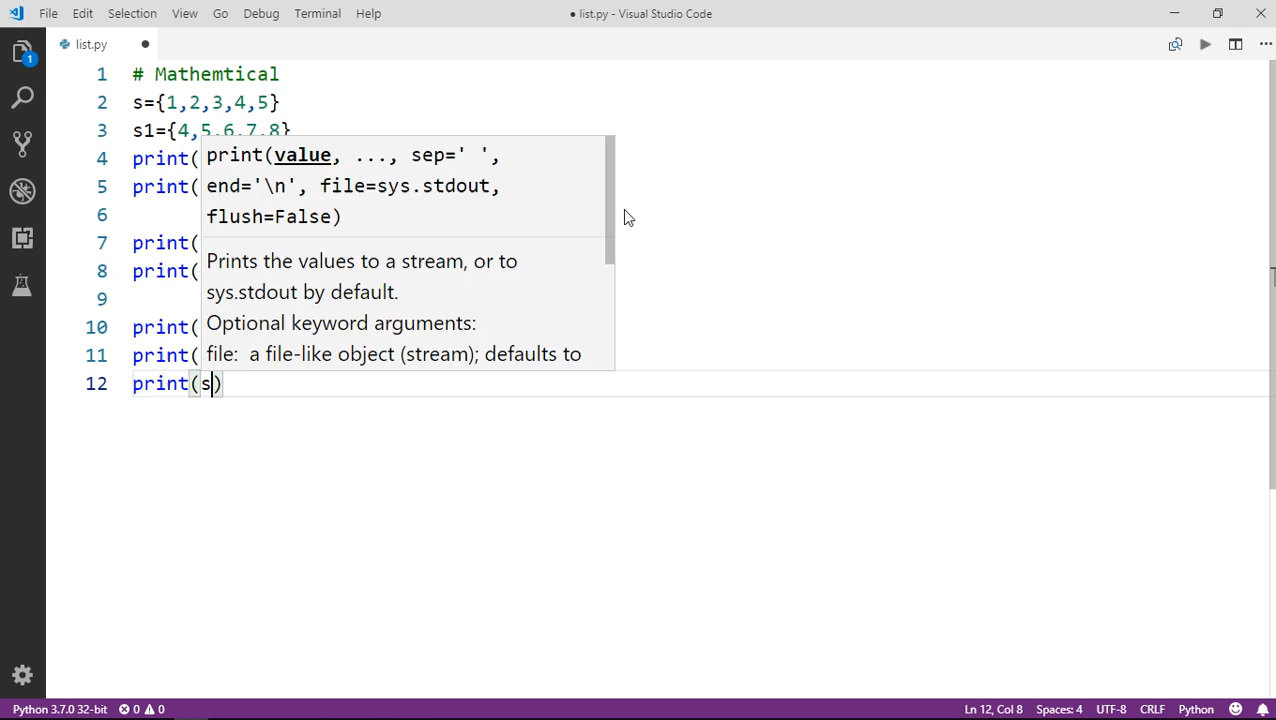 File Edit Selection View Go Debug Terminal Help
● list.py - Visual Studio Code
list.py
1 # Mathemtical
2 s={1,2,3,4,5}
3 s1={4,5,6,7,8}
4 print(
5 print(
6
7 print(
8 print(
9
10 print(
11 print(
12 print(s)
print(value, ..., sep=' ',
end='\n', file=sys.stdout,
flush=False)
Prints the values to a stream, or to
sys.stdout by default.
Optional keyword arguments:
file: a file-like object (stream); defaults to
1
Python 3.7.0 32-bit 0 0 Ln 12, Col 8 Spaces: 4 UTF-8 CRLF Python